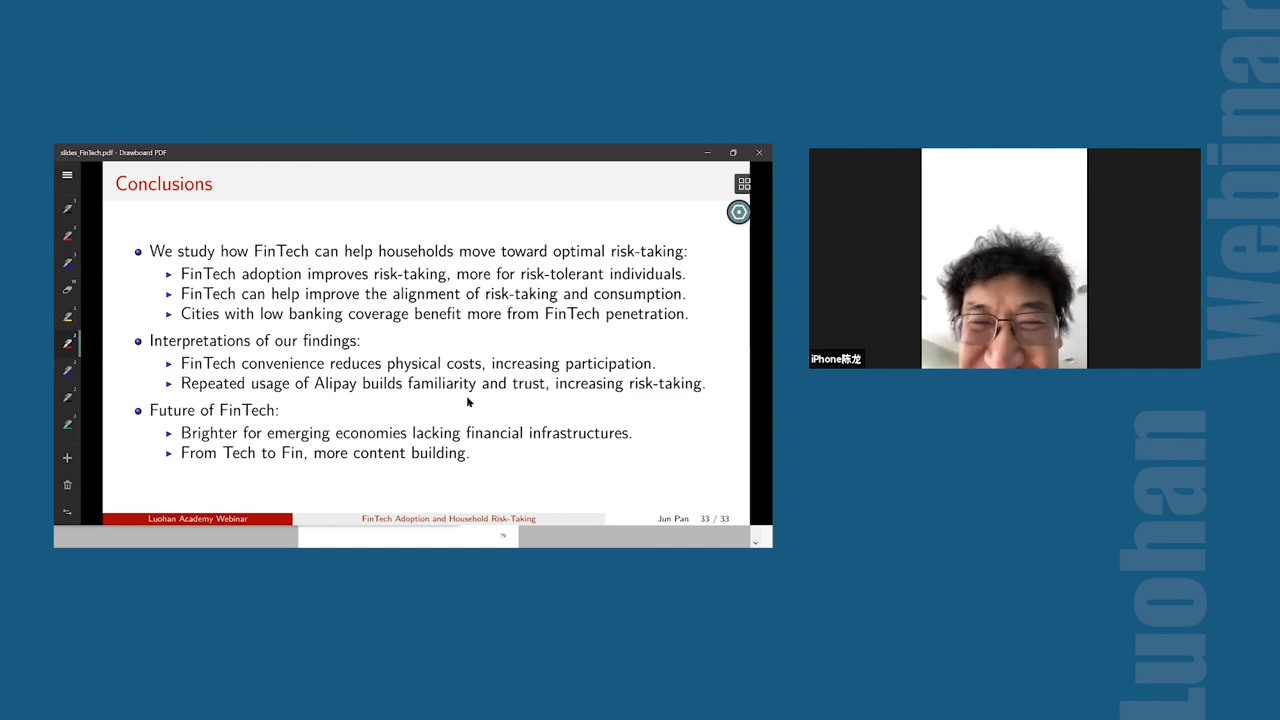 slides_FinTech.pdf - Drawboard PDF
Conclusions
We study how FinTech can help households move toward optimal risk-taking:
FinTech adoption improves risk-taking, more for risk-tolerant individuals.
FinTech can help improve the alignment of risk-taking and consumption.
Cities with low banking coverage benefit more from FinTech penetration.
Interpretations of our findings:
FinTech convenience reduces physical costs, increasing participation.
Repeated usage of Alipay builds familiarity and trust, increasing risk-taking.
Future of FinTech:
Brighter for emerging economies lacking financial infrastructures.
From Tech to Fin, more content building.
Luohan Academy Webinar FinTech Adoption and Household Risk-Taking Jun Pan 33 / 33
79
iPhone陈龙
Luohan Webinar